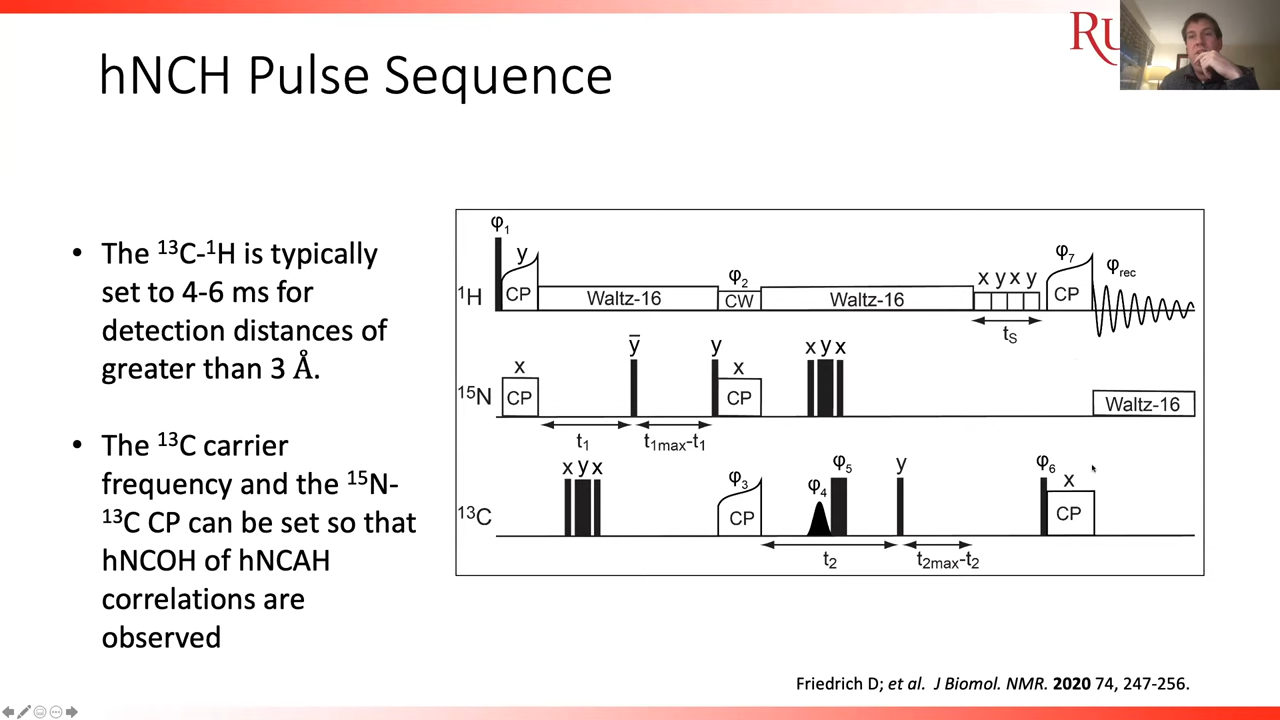 RU
hNCH Pulse Sequence
• The ¹³C-¹H is typically
set to 4-6 ms for
detection distances of
greater than 3 Å.
• The ¹³C carrier
frequency and the ¹⁵N-
¹³C CP can be set so that
hNCOH of hNCAH
correlations are
observed
φ₁
y
φ₂
x y x y
φ₇
φrec
¹H
CP
Waltz-16
CW
Waltz-16
CP
tS
ȳ
y
x
x
x y x
¹⁵N
CP
CP
Waltz-16
t₁
t₁max-t₁
x y x
φ₃
φ₄
φ₅
y
φ₆
x
¹³C
CP
CP
t₂
t₂max-t₂
Friedrich D; et al. J Biomol. NMR. 2020 74, 247-256.